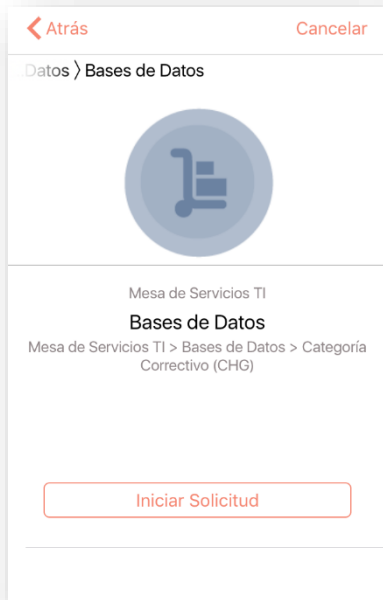 Atrás
Cancelar
Datos 〉Bases de Datos
Mesa de Servicios TI
Bases de Datos
Mesa de Servicios TI > Bases de Datos > Categoría
Correctivo (CHG)
Iniciar Solicitud